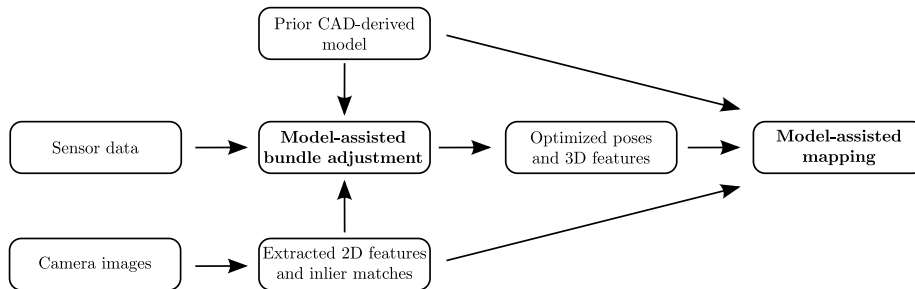 Prior CAD-derived
model
Sensor data
Model-assisted
bundle adjustment
Optimized poses
and 3D features
Model-assisted
mapping
Camera images
Extracted 2D features
and inlier matches